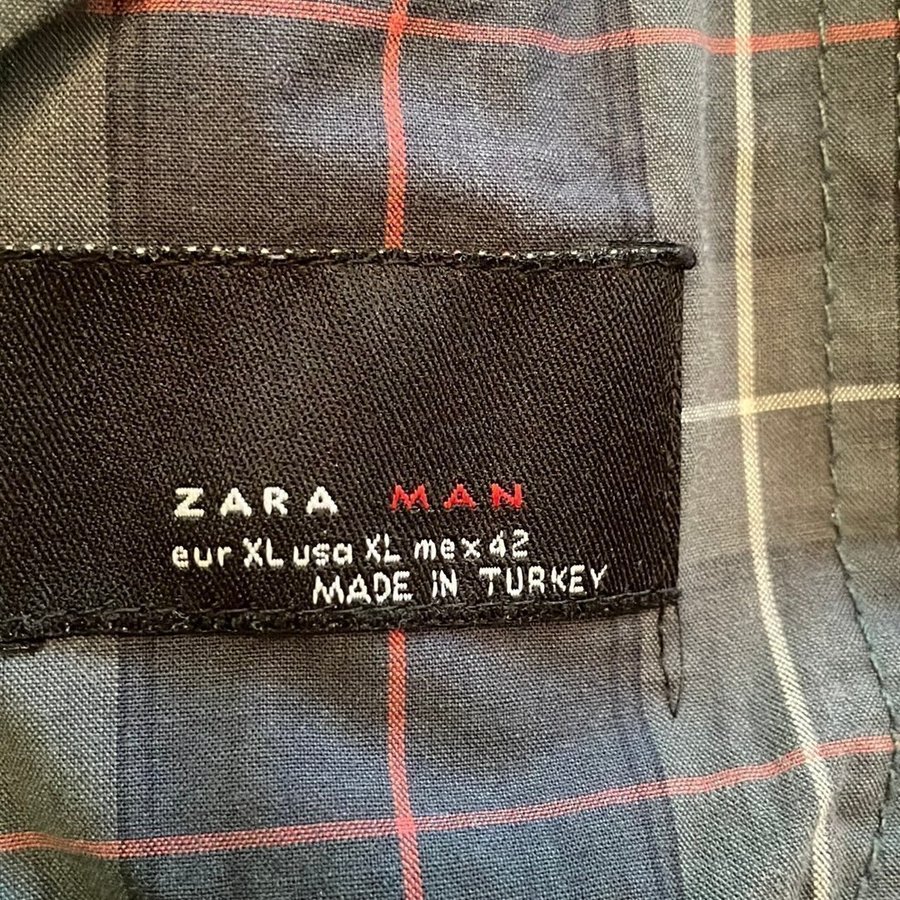 ZARA MAN
eur XL usa XL mex 42
MADE IN TURKEY